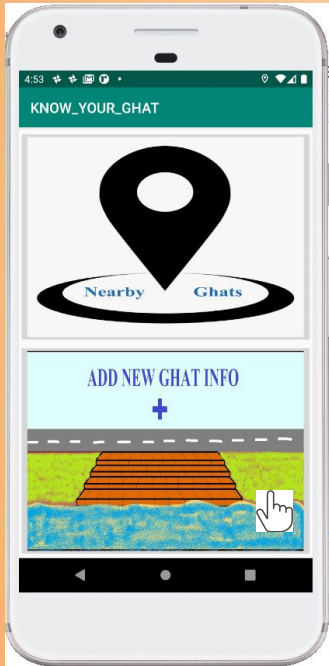 4:53
KNOW_YOUR_GHAT
Nearby Ghats
ADD NEW GHAT INFO
+